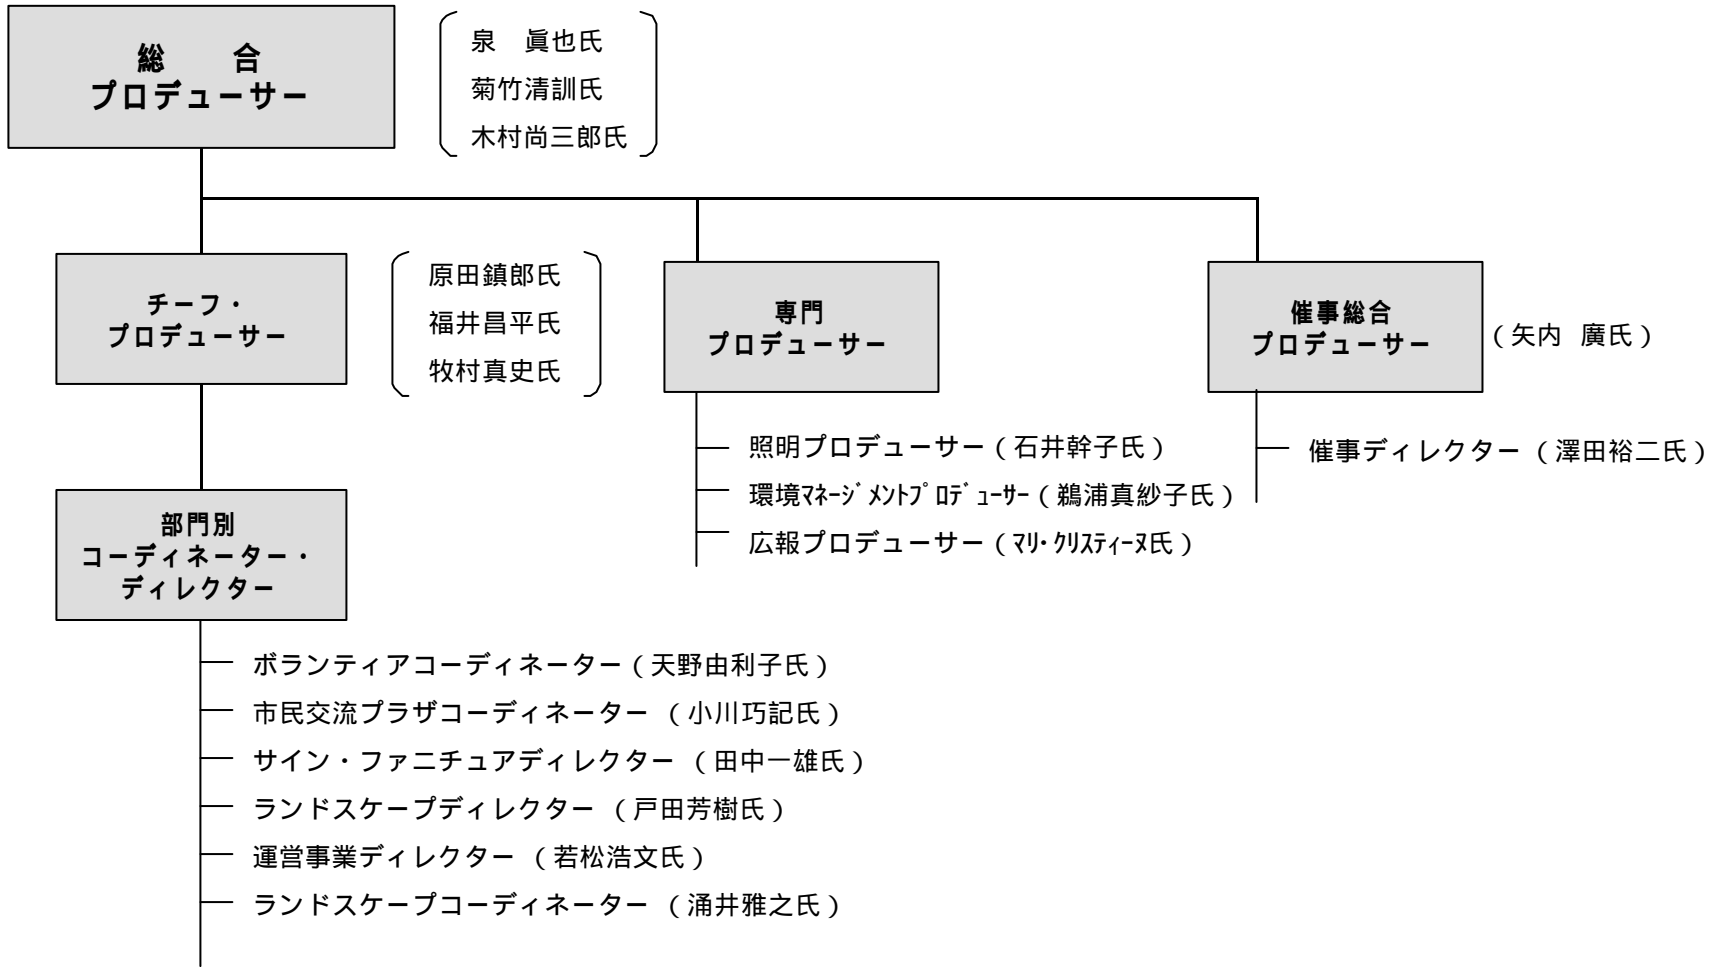 総　合
プロデューサー
泉　眞也氏
菊竹清訓氏
木村尚三郎氏
チーフ・
プロデューサー
原田鎮郎氏
福井昌平氏
牧村真史氏
専門
プロデューサー
催事総合
プロデューサー
（矢内　廣氏）
照明プロデューサー（石井幹子氏）
環境ﾏﾈｰｼﾞﾒﾝﾄﾌﾟﾛﾃﾞｭｰｻｰ（鵜浦真紗子氏）
広報プロデューサー（ﾏﾘ･ｸﾘｽﾃｨｰﾇ氏）
催事ディレクター（澤田裕二氏）
部門別
コーディネーター・
ディレクター
ボランティアコーディネーター（天野由利子氏）
市民交流プラザコーディネーター（小川巧記氏）
サイン・ファニチュアディレクター（田中一雄氏）
ランドスケープディレクター（戸田芳樹氏）
運営事業ディレクター（若松浩文氏）
ランドスケープコーディネーター（涌井雅之氏）